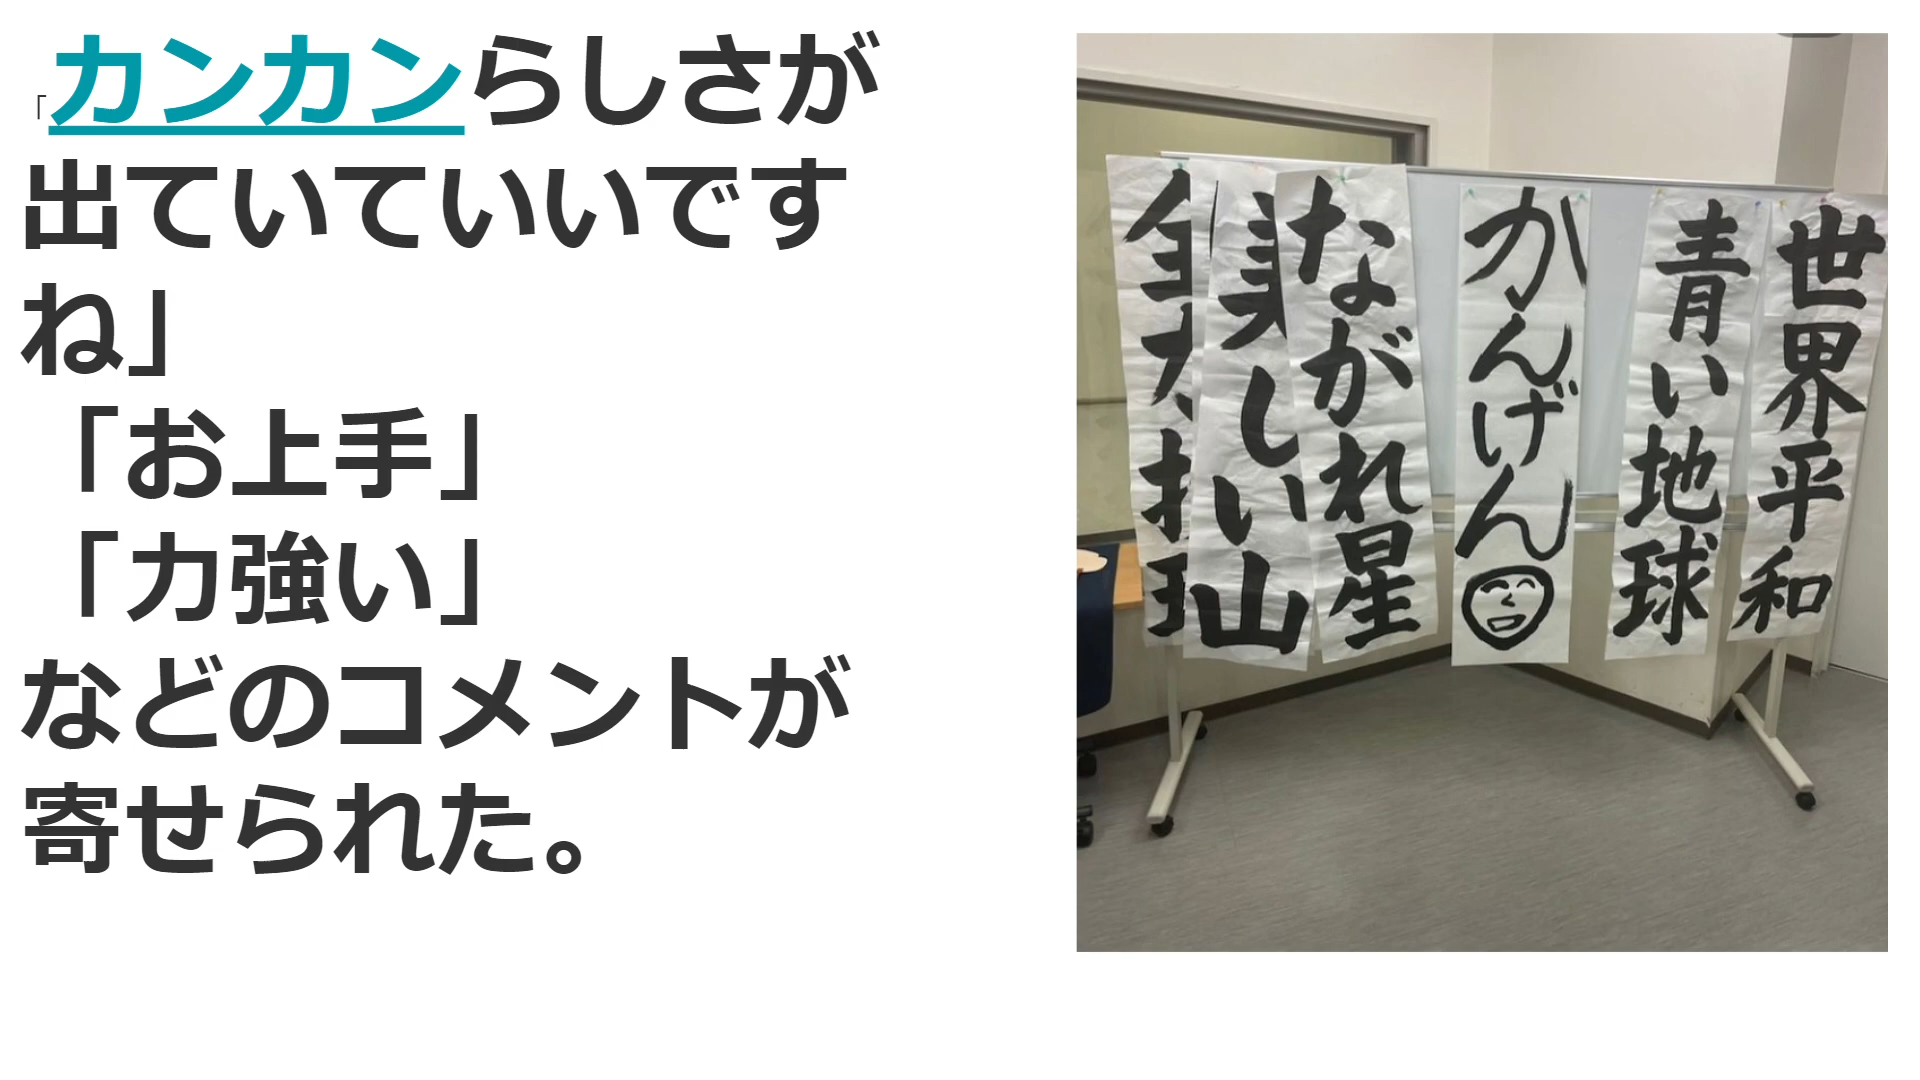 「カンカンらしさが
出ていていいです
ね」
「お上手」
「力強い」
などのコメントが
寄せられた。
世界平和
青い地球
かんげん
ながれ星
美しい山